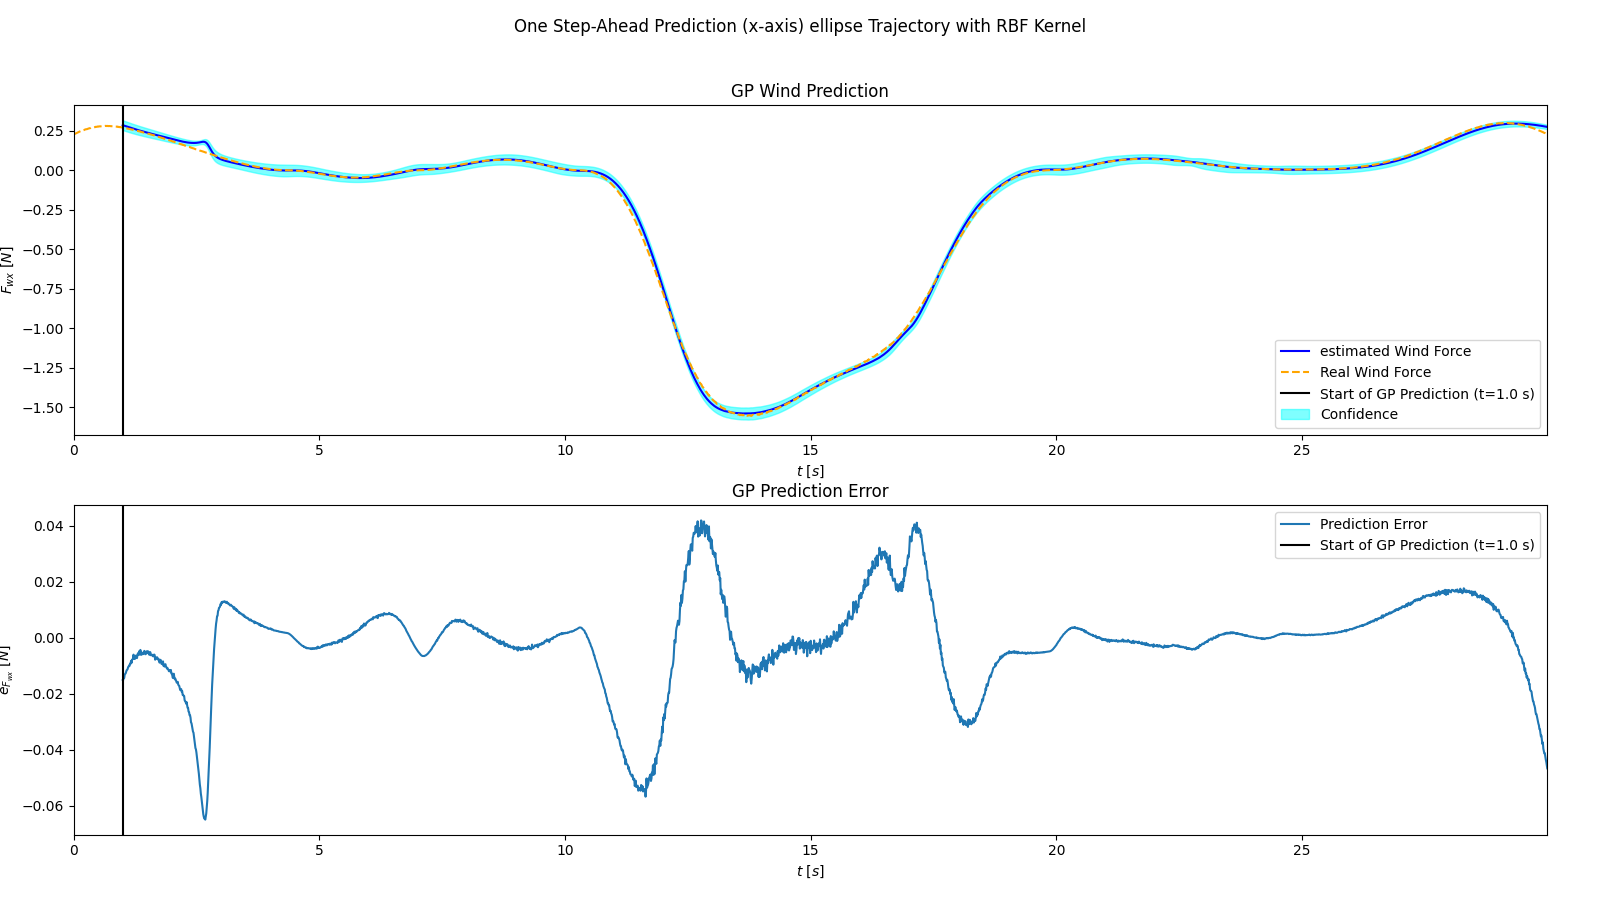 One Step-Ahead Prediction (x-axis) ellipse Trajectory with RBF Kernel
GP Wind Prediction
0.25
0.00
−0.25
−0.50
−0.75
−1.00
−1.25
−1.50
F_wx [N]
estimated Wind Force
Real Wind Force
Start of GP Prediction (t=1.0 s)
Confidence
0 5 10 15 20 25
t [s]
GP Prediction Error
0.04
0.02
0.00
−0.02
−0.04
−0.06
e_F_wx [N]
Prediction Error
Start of GP Prediction (t=1.0 s)
0 5 10 15 20 25
t [s]